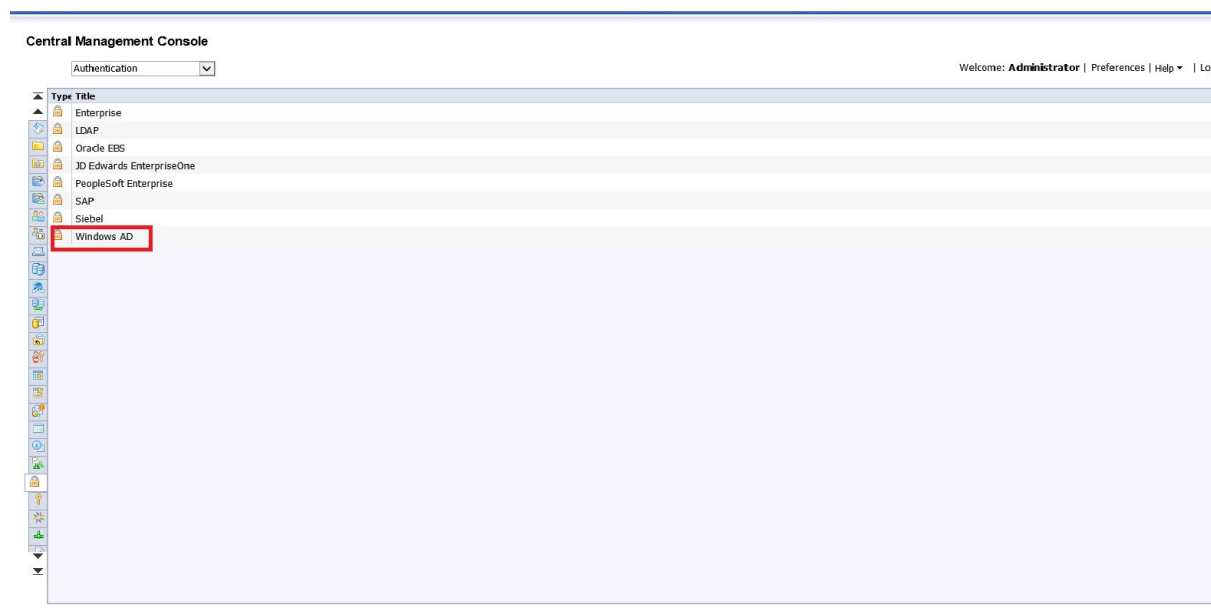 Central Management Console
Authentication
Welcome: Administrator | Preferences | Help | Lo
Type Title
Enterprise
LDAP
Oracle EBS
JD Edwards EnterpriseOne
PeopleSoft Enterprise
SAP
Siebel
Windows AD